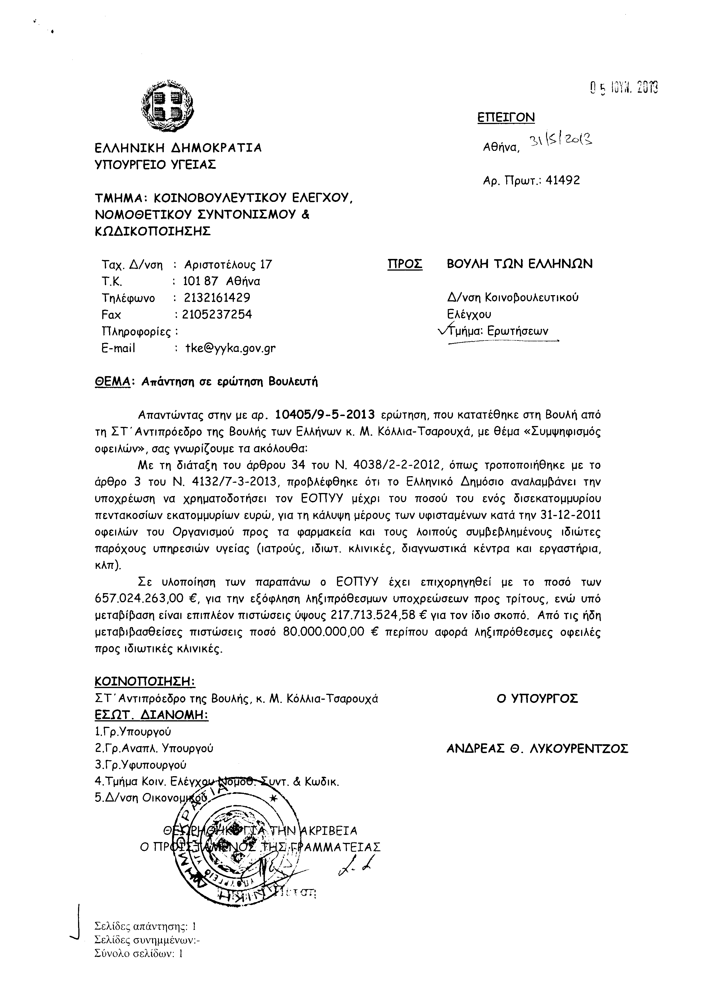 05 ΙΟΥΝ. 2013
ΕΠΕΙΓΟΝ
Αθήνα, 31/5/2013
ΕΛΛΗΝΙΚΗ ΔΗΜΟΚΡΑΤΙΑ
ΥΠΟΥΡΓΕΙΟ ΥΓΕΙΑΣ
Αρ. Πρωτ.: 41492
ΤΜΗΜΑ: ΚΟΙΝΟΒΟΥΛΕΥΤΙΚΟΥ ΕΛΕΓΧΟΥ,
ΝΟΜΟΘΕΤΙΚΟΥ ΣΥΝΤΟΝΙΣΜΟΥ &
ΚΩΔΙΚΟΠΟΙΗΣΗΣ
Ταχ. Δ/νση : Αριστοτέλους 17
Τ.Κ. : 101 87 Αθήνα
Τηλέφωνο : 2132161429
Fax : 2105237254
Πληροφορίες :
E-mail : tke@yyka.gov.gr
ΠΡΟΣ ΒΟΥΛΗ ΤΩΝ ΕΛΛΗΝΩΝ
Δ/νση Κοινοβουλευτικού
Ελέγχου
Τμήμα: Ερωτήσεων
ΘΕΜΑ: Απάντηση σε ερώτηση Βουλευτή
Απαντώντας στην με αρ. 10405/9-5-2013 ερώτηση, που κατατέθηκε στη Βουλή από
τη ΣΤ΄Αντιπρόεδρο της Βουλής των Ελλήνων κ. Μ. Κόλλια-Τσαρουχά, με θέμα «Συμψηφισμός
οφειλών», σας γνωρίζουμε τα ακόλουθα:
Με τη διάταξη του άρθρου 34 του Ν. 4038/2-2-2012, όπως τροποποιήθηκε με το
άρθρο 3 του Ν. 4132/7-3-2013, προβλέφθηκε ότι το Ελληνικό Δημόσιο αναλαμβάνει την
υποχρέωση να χρηματοδοτήσει τον ΕΟΠΥΥ μέχρι του ποσού του ενός δισεκατομμυρίου
πεντακοσίων εκατομμυρίων ευρώ, για τη κάλυψη μέρους των υφισταμένων κατά την 31-12-2011
οφειλών του Οργανισμού προς τα φαρμακεία και τους λοιπούς συμβεβλημένους ιδιώτες
παρόχους υπηρεσιών υγείας (ιατρούς, ιδιωτ. κλινικές, διαγνωστικά κέντρα και εργαστήρια,
κλπ).
Σε υλοποίηση των παραπάνω ο ΕΟΠΥΥ έχει επιχορηγηθεί με το ποσό των
657.024.263,00 €, για την εξόφληση ληξιπρόθεσμων υποχρεώσεων προς τρίτους, ενώ υπό
μεταβίβαση είναι επιπλέον πιστώσεις ύψους 217.713.524,58 € για τον ίδιο σκοπό. Από τις ήδη
μεταβιβασθείσες πιστώσεις ποσό 80.000.000,00 € περίπου αφορά ληξιπρόθεσμες οφειλές
προς ιδιωτικές κλινικές.
ΚΟΙΝΟΠΟΙΗΣΗ:
ΣΤ΄Αντιπρόεδρο της Βουλής, κ. Μ. Κόλλια-Τσαρουχά
Ο ΥΠΟΥΡΓΟΣ
ΕΣΩΤ. ΔΙΑΝΟΜΗ:
1.Γρ.Υπουργού
2.Γρ.Αναπλ. Υπουργού
ΑΝΔΡΕΑΣ Θ. ΛΥΚΟΥΡΕΝΤΖΟΣ
3.Γρ.Υφυπουργού
4.Τμήμα Κοιν. Ελέγχου Νομοθ. Συντ. & Κωδικ.
5.Δ/νση Οικονομικού
ΘΕΩΡΗΘΗΚΕ ΓΙΑ ΤΗΝ ΑΚΡΙΒΕΙΑ
Ο ΠΡΟΪΣΤΑΜΕΝΟΣ ΤΗΣ ΓΡΑΜΜΑΤΕΙΑΣ
ΕΛΛΗΝΙΚΗ ΔΗΜΟΚΡΑΤΙΑ
ΥΠΟΥΡΓΕΙΟ ΥΓΕΙΑΣ
Σελίδες απάντησης: 1
Σελίδες συνημμένων:-
Σύνολο σελίδων: 1